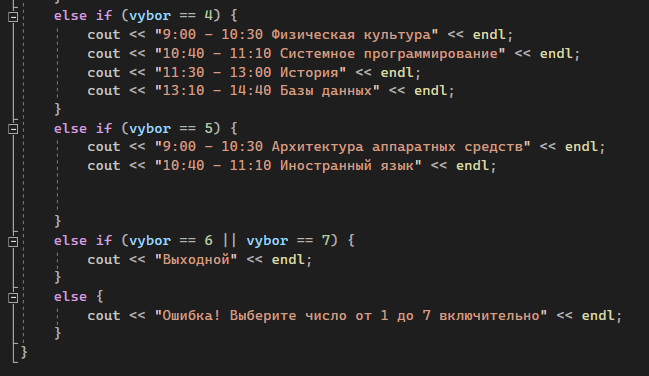 else if (vybor == 4) {
cout << "9:00 - 10:30 Физическая культура" << endl;
cout << "10:40 - 11:10 Системное программирование" << endl;
cout << "11:30 - 13:00 История" << endl;
cout << "13:10 - 14:40 Базы данных" << endl;
}
else if (vybor == 5) {
cout << "9:00 - 10:30 Архитектура аппаратных средств" << endl;
cout << "10:40 - 11:10 Иностранный язык" << endl;
}
else if (vybor == 6 || vybor == 7) {
cout << "Выходной" << endl;
}
else {
cout << "Ошибка! Выберите число от 1 до 7 включительно" << endl;
}
}